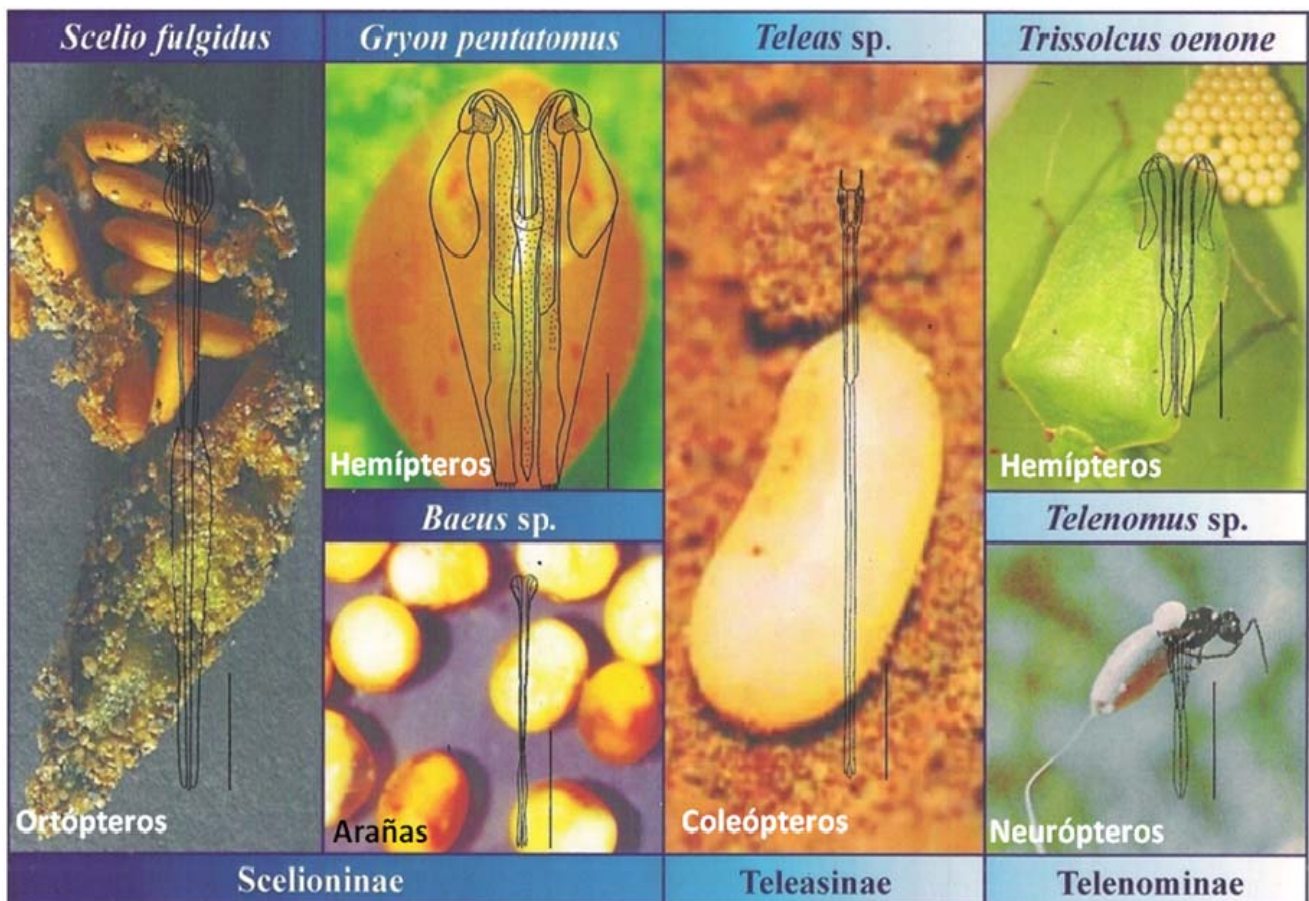 Scelio fulgidus
Gryon pentatomus
Teleas sp.
Trissolcus oenone
Ortópteros
Hemípteros
Baeus sp.
Arañas
Coleópteros
Hemípteros
Telenomus sp.
Neurópteros
Scelioninae
Teleasinae
Telenominae